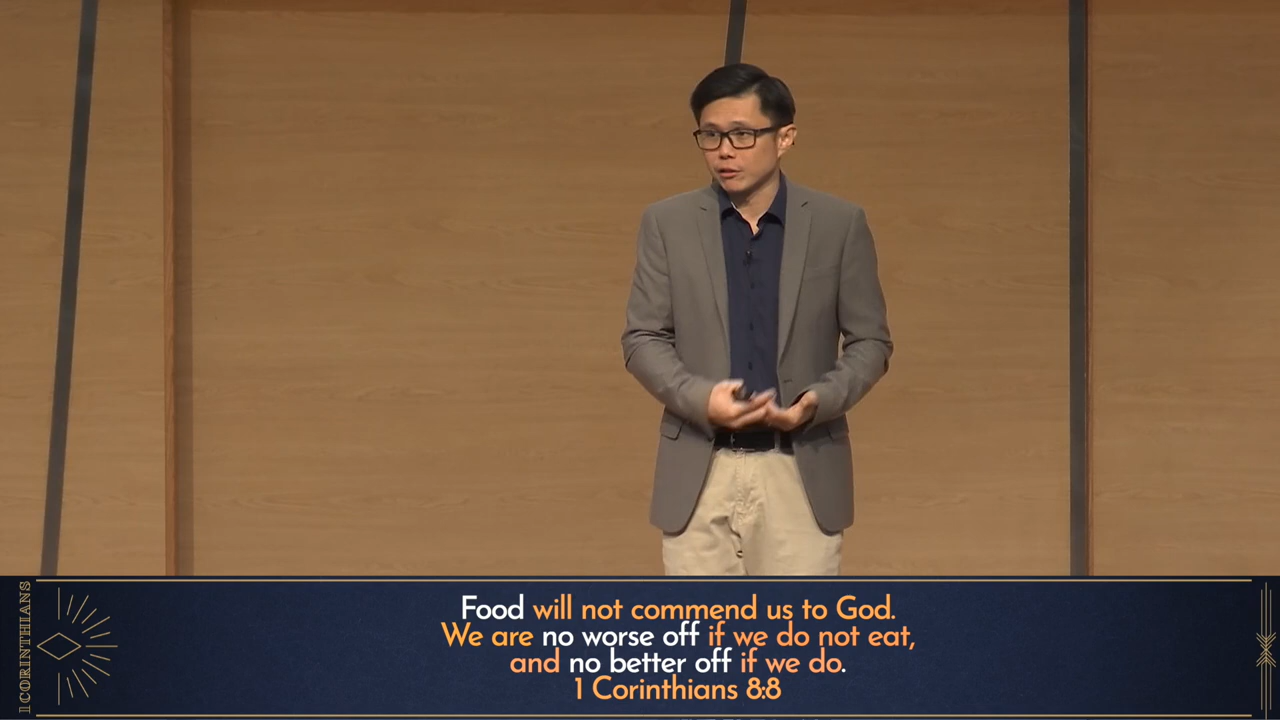 1 CORINTHIANS
Food will not commend us to God.
We are no worse off if we do not eat,
and no better off if we do.
1 Corinthians 8:8